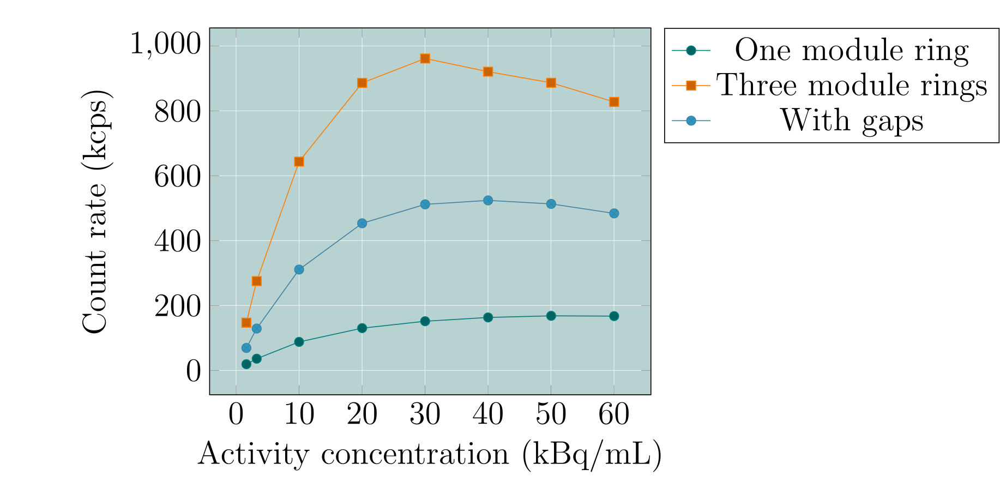 1,000
800
600
400
200
0
0 10 20 30 40 50 60
Count rate (kcps)
Activity concentration (kBq/mL)
One module ring
Three module rings
With gaps